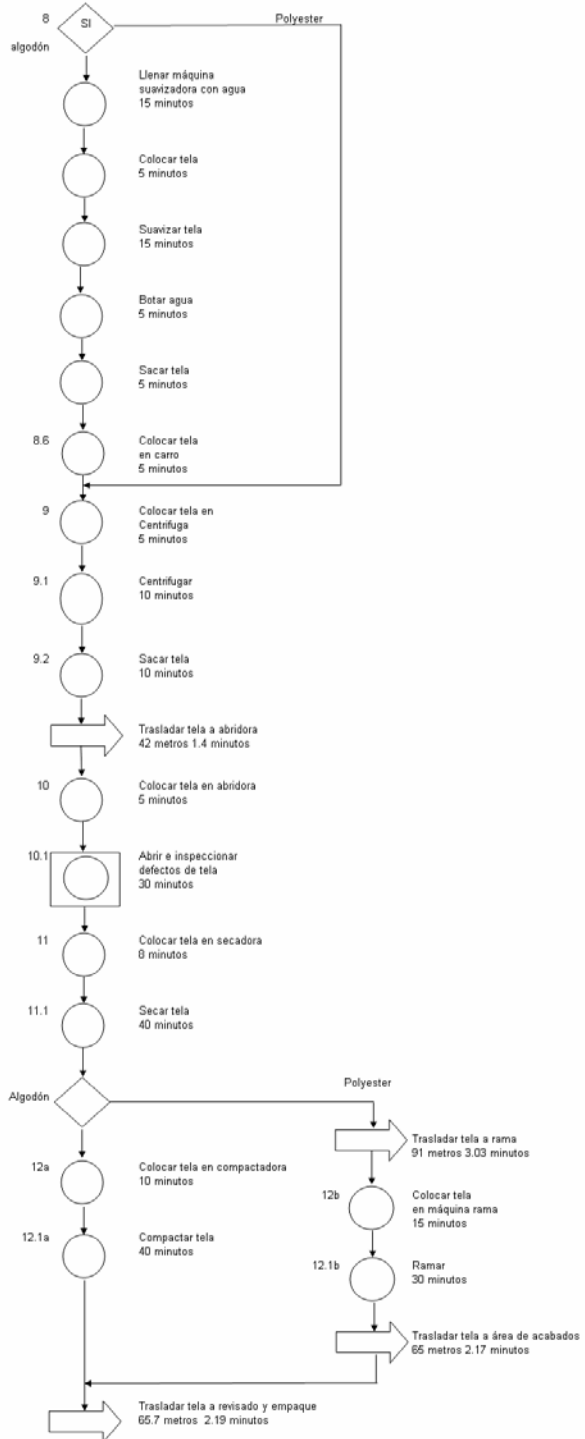 8
SI
Polyester
algodón
Llenar máquina
suavizadora con agua
15 minutos
Colocar tela
5 minutos
Suavizar tela
15 minutos
Botar agua
5 minutos
Sacar tela
5 minutos
8.6
Colocar tela
en carro
5 minutos
9
Colocar tela en
Centrifuga
5 minutos
9.1
Centrifugar
10 minutos
9.2
Sacar tela
10 minutos
Trasladar tela a abridora
42 metros 1.4 minutos
10
Colocar tela en abridora
5 minutos
10.1
Abrir e inspeccionar
defectos de tela
30 minutos
11
Colocar tela en secadora
8 minutos
11.1
Secar tela
40 minutos
Algodón
Polyester
Trasladar tela a rama
91 metros 3.03 minutos
12a
Colocar tela en compactadora
10 minutos
12b
Colocar tela
en máquina rama
15 minutos
12.1a
Compactar tela
40 minutos
12.1b
Ramar
30 minutos
Trasladar tela a área de acabados
65 metros 2.17 minutos
Trasladar tela a revisado y empaque
65.7 metros 2.19 minutos